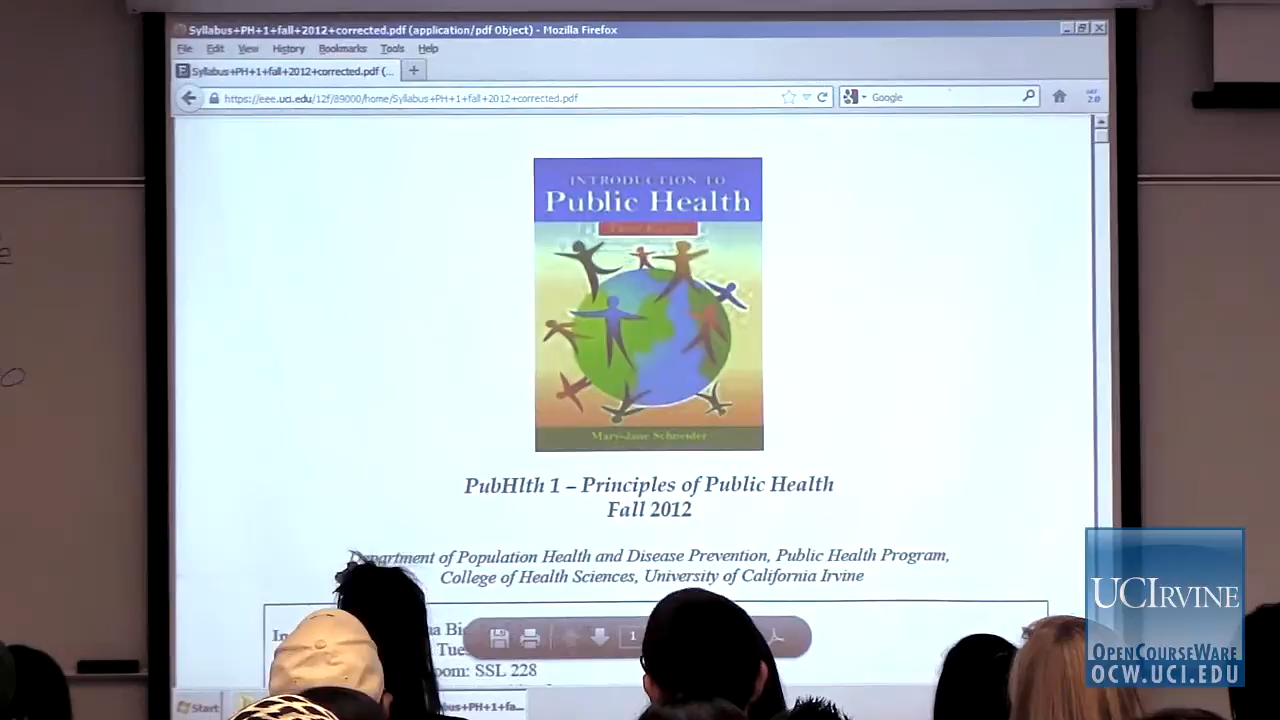 Syllabus+PH+1+fall+2012+corrected.pdf (application/pdf Object) - Mozilla Firefox
File Edit View History Bookmarks Tools Help
Syllabus+PH+1+fall+2012+corrected.pdf (...
https://eee.uci.edu/12f/89000/home/Syllabus+PH+1+fall+2012+corrected.pdf
Google
2.0
INTRODUCTION TO
Public Health
Mary-Jane Schneider
PubHlth 1 – Principles of Public Health
Fall 2012
Department of Population Health and Disease Prevention, Public Health Program,
College of Health Sciences, University of California Irvine
1
SSL 228
Start
UCIRVINE
OPENCOURSEWARE
OCW.UCI.EDU